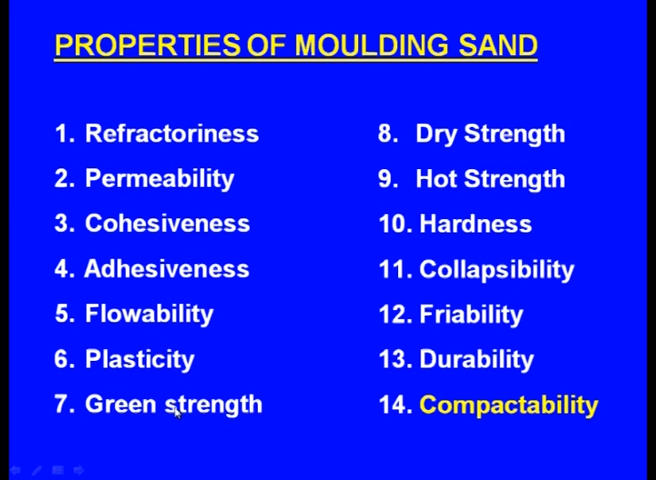 PROPERTIES OF MOULDING SAND
1. Refractoriness
2. Permeability
3. Cohesiveness
4. Adhesiveness
5. Flowability
6. Plasticity
7. Green strength
8. Dry Strength
9. Hot Strength
10. Hardness
11. Collapsibility
12. Friability
13. Durability
14. Compactability